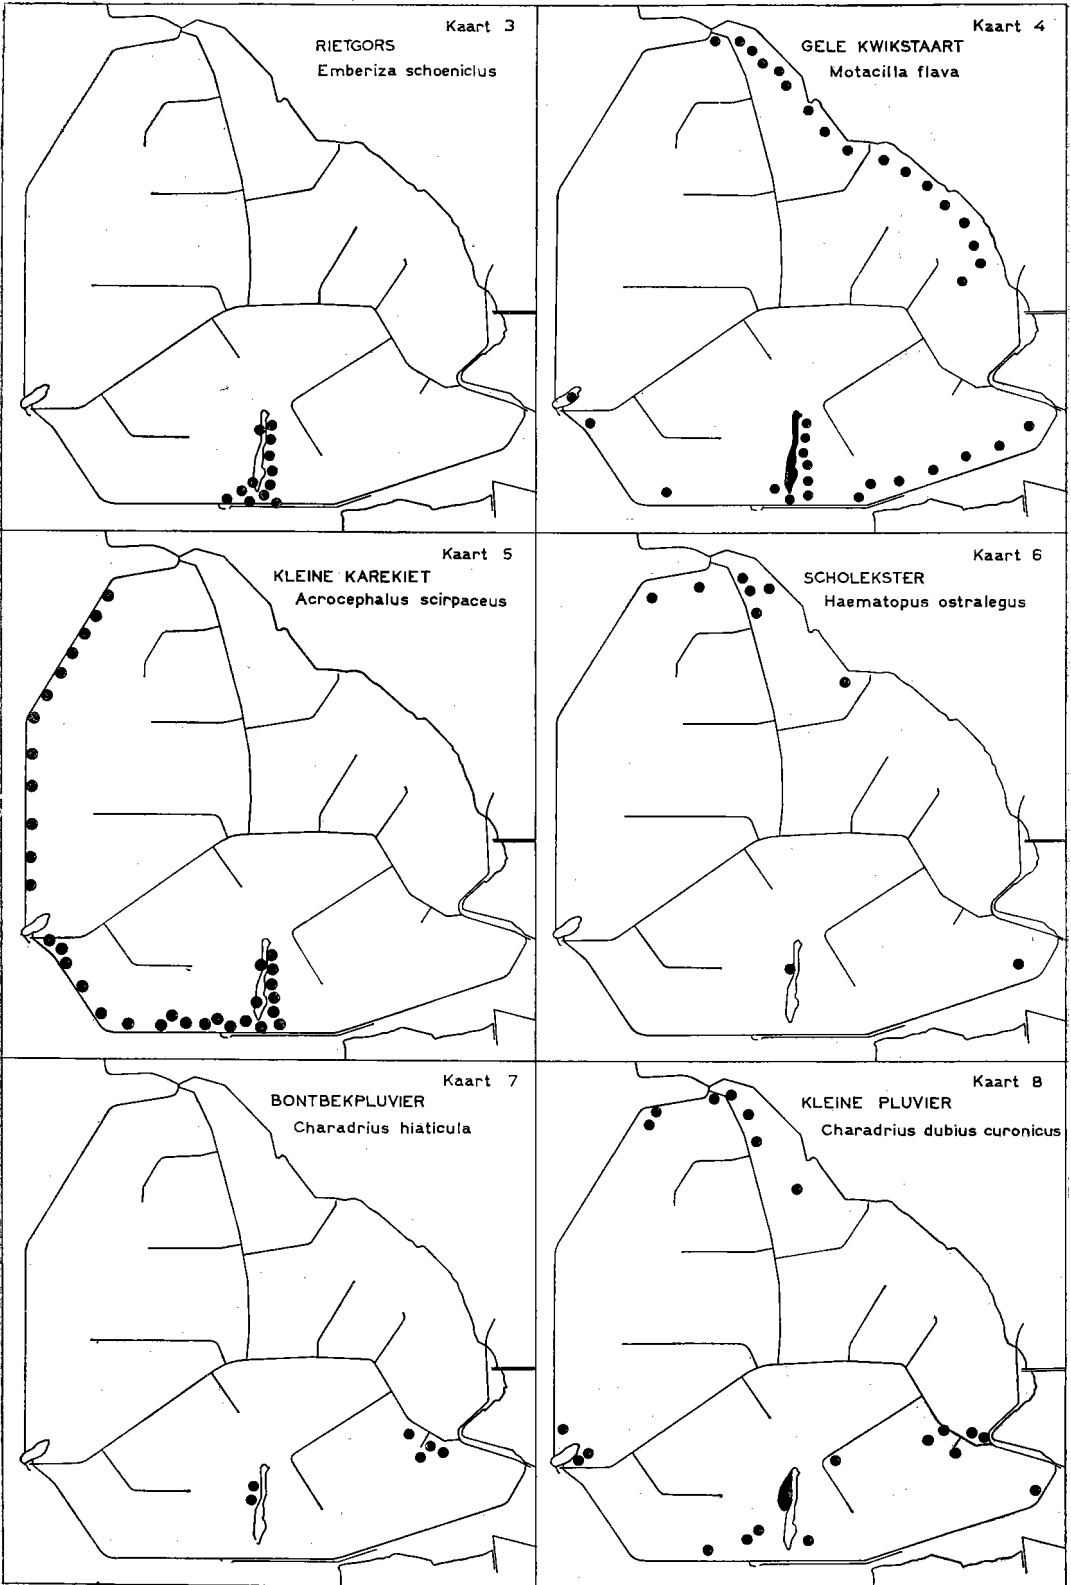 Kaart 3
RIETGORS
Emberiza schoeniclus
Kaart 4
GELE KWIKSTAART
Motacilla flava
Kaart 5
KLEINE KAREKIET
Acrocephalus scirpaceus
Kaart 6
SCHOLEKSTER
Haematopus ostralegus
Kaart 7
BONTBEKPLUVIER
Charadrius hiaticula
Kaart 8
KLEINE PLUVIER
Charadrius dubius curonicus